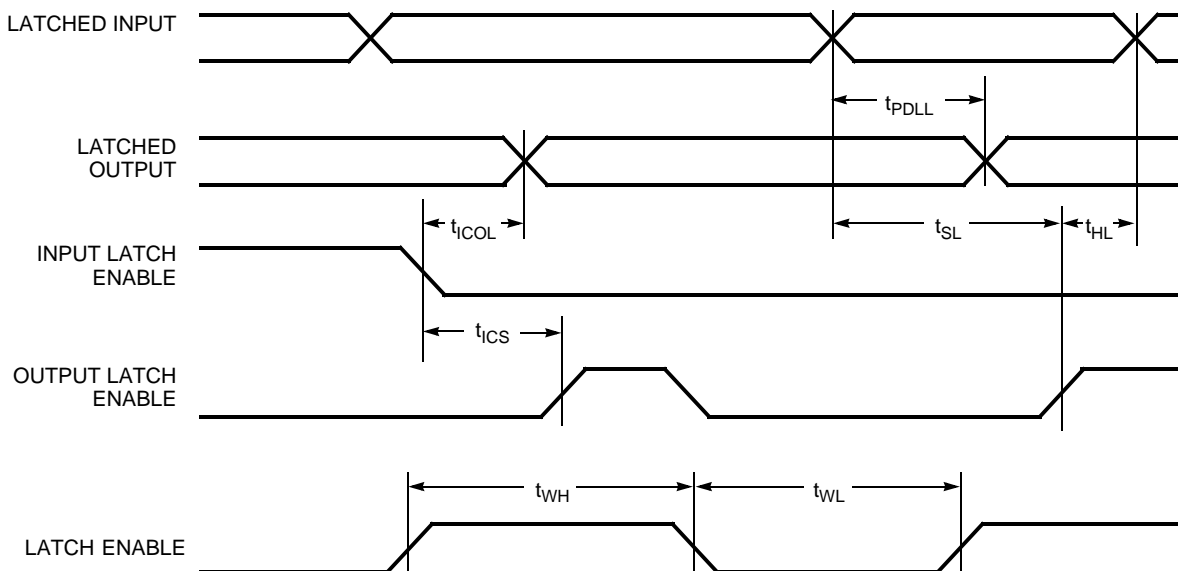 LATCHED INPUT
tPDLL
LATCHED
OUTPUT
tICOL
tSL
tHL
INPUT LATCH
ENABLE
tICS
OUTPUT LATCH
ENABLE
tWH
tWL
LATCH ENABLE